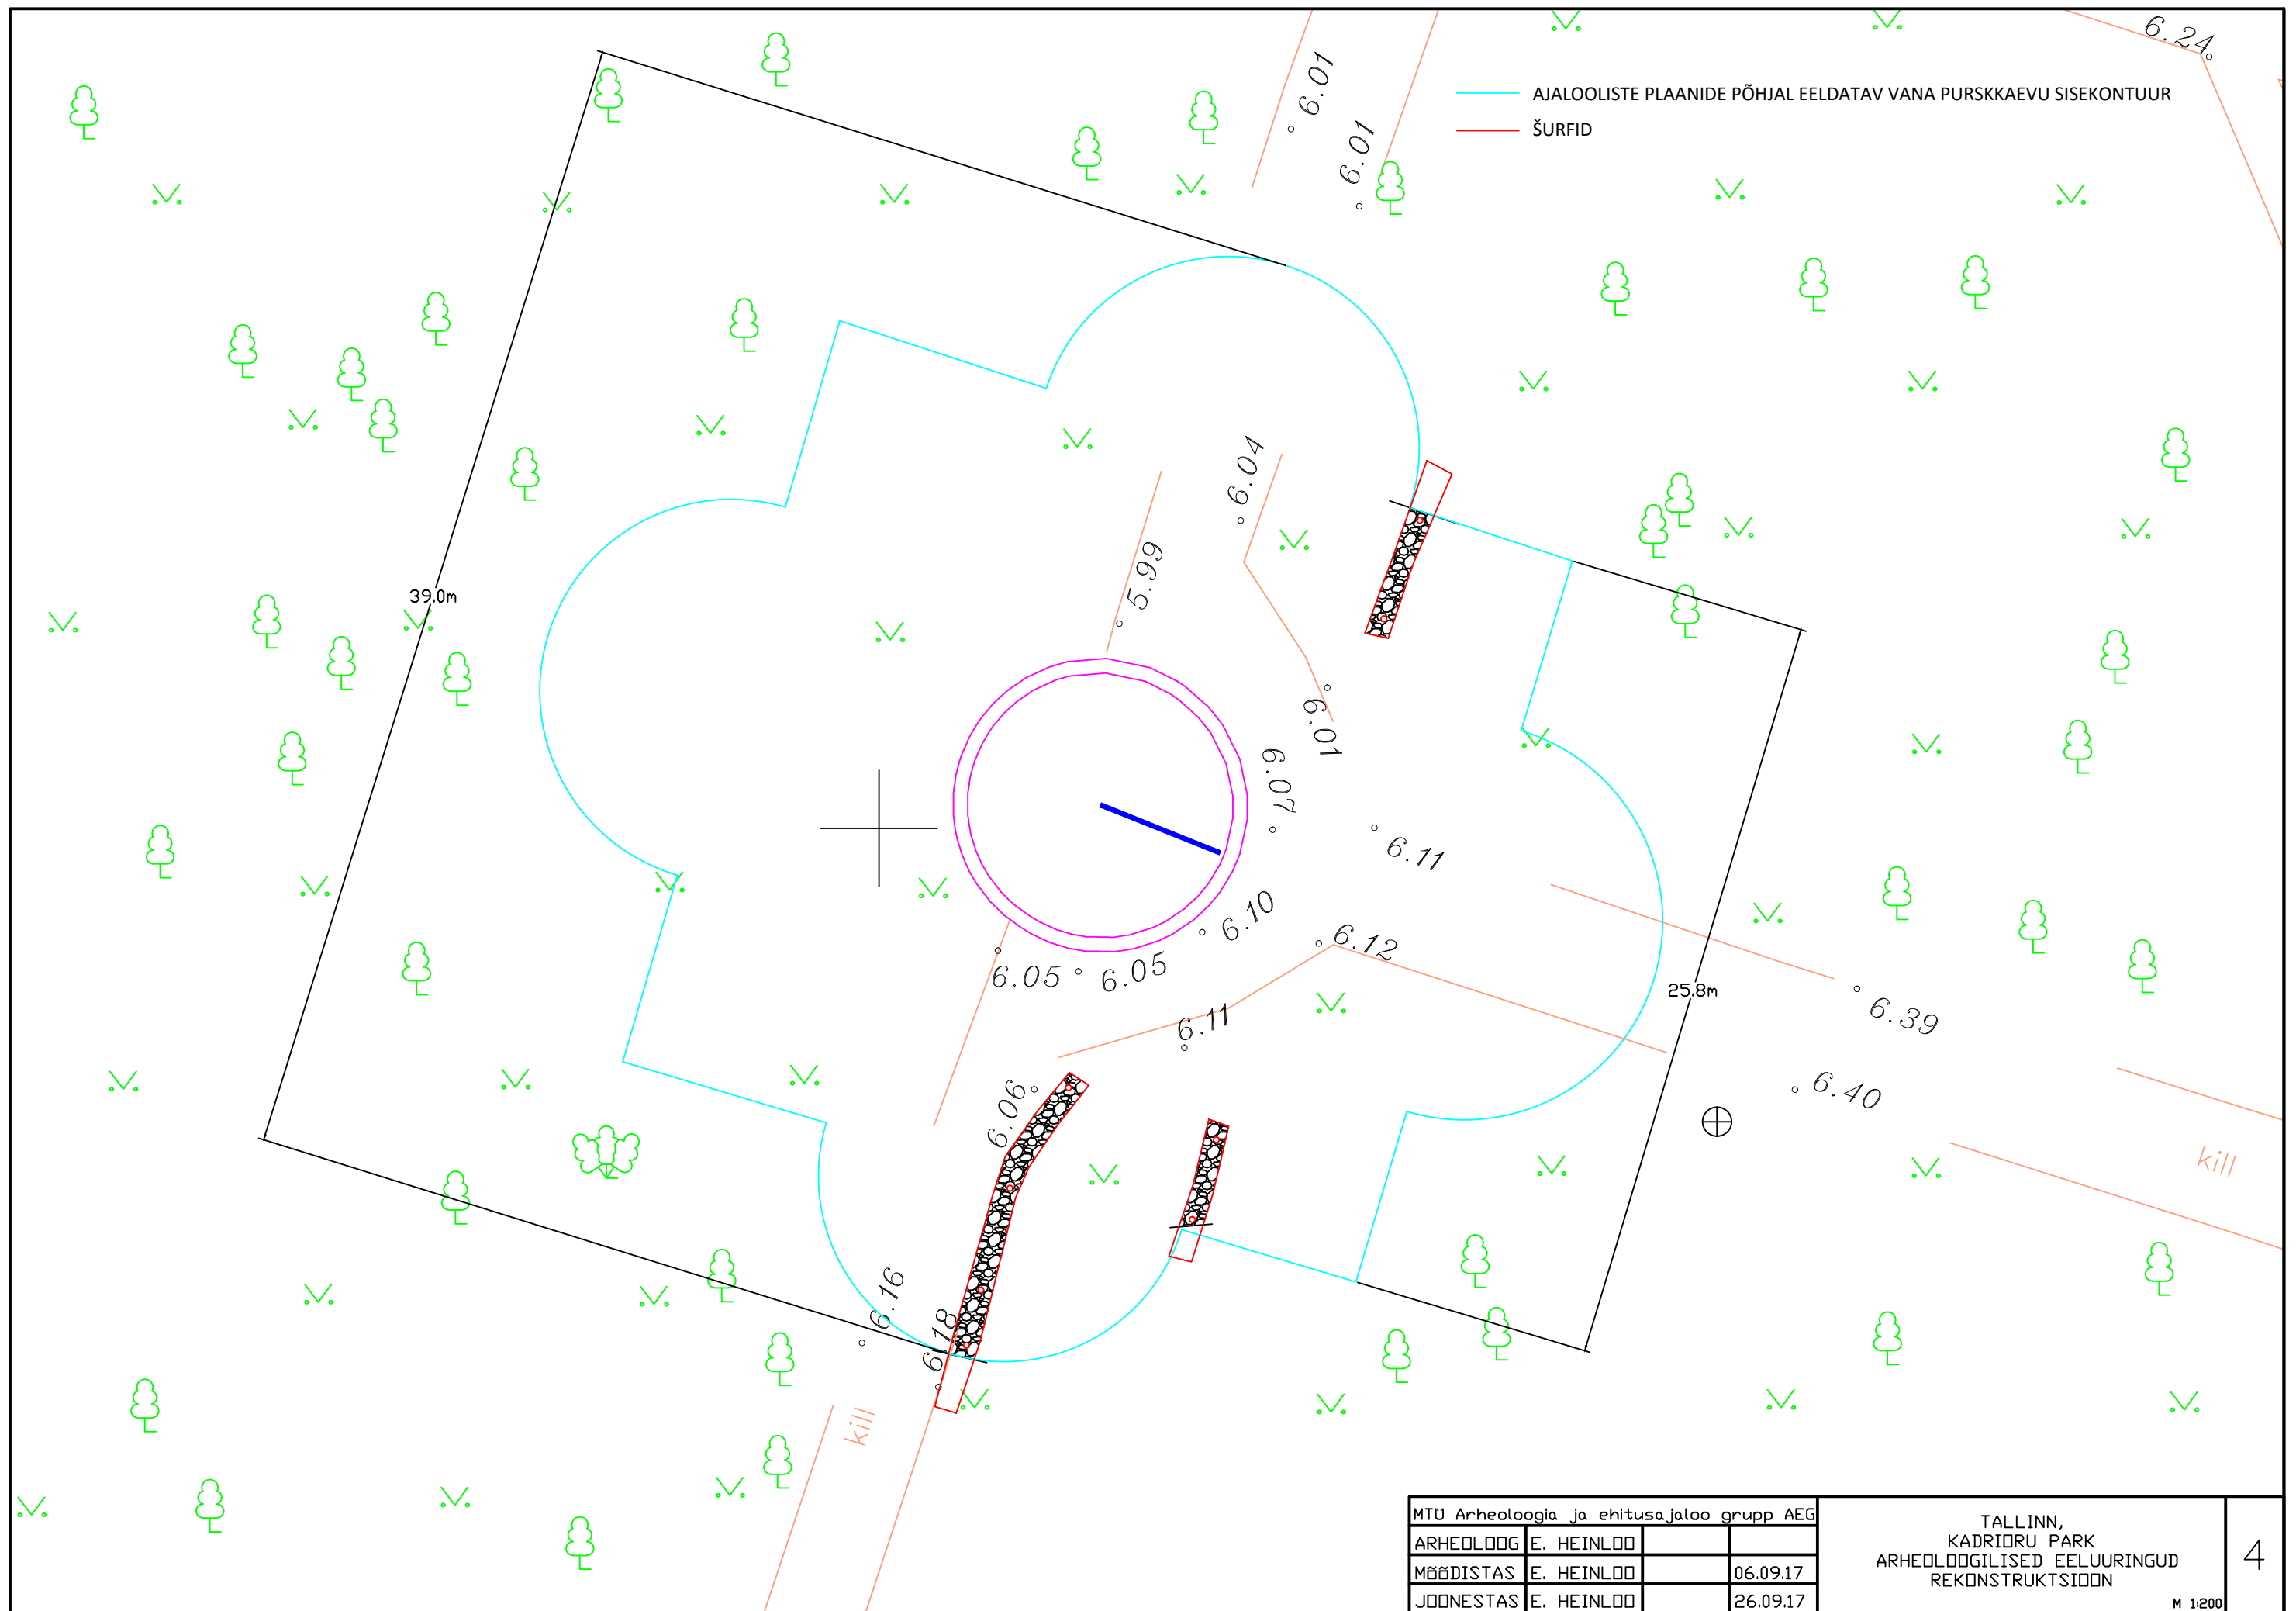 6.24
6.01
AJALOOLISTE PLAANIDE PÕHJAL EELDATAV VANA PURSKKAEVU SISEKONTUUR
ŠURFID
6.01
6.04
5.99
39.0m
6.01
6.07
6.11
6.10
6.12
6.05
6.05
25.8m
6.39
6.11
6.06
6.40
kill
6.16
6.18
kill
MTÜ Arheoloogia ja ehitusajaloo grupp AEG
ARHEOLOOG E. HEINLOO
MÕÕDISTAS E. HEINLOO 06.09.17
JOONESTAS E. HEINLOO 26.09.17
TALLINN,
KADRIORU PARK
ARHEOLOOGILISED EELUURINGUD
REKONSTRUKTSIOON
M 1:200
4